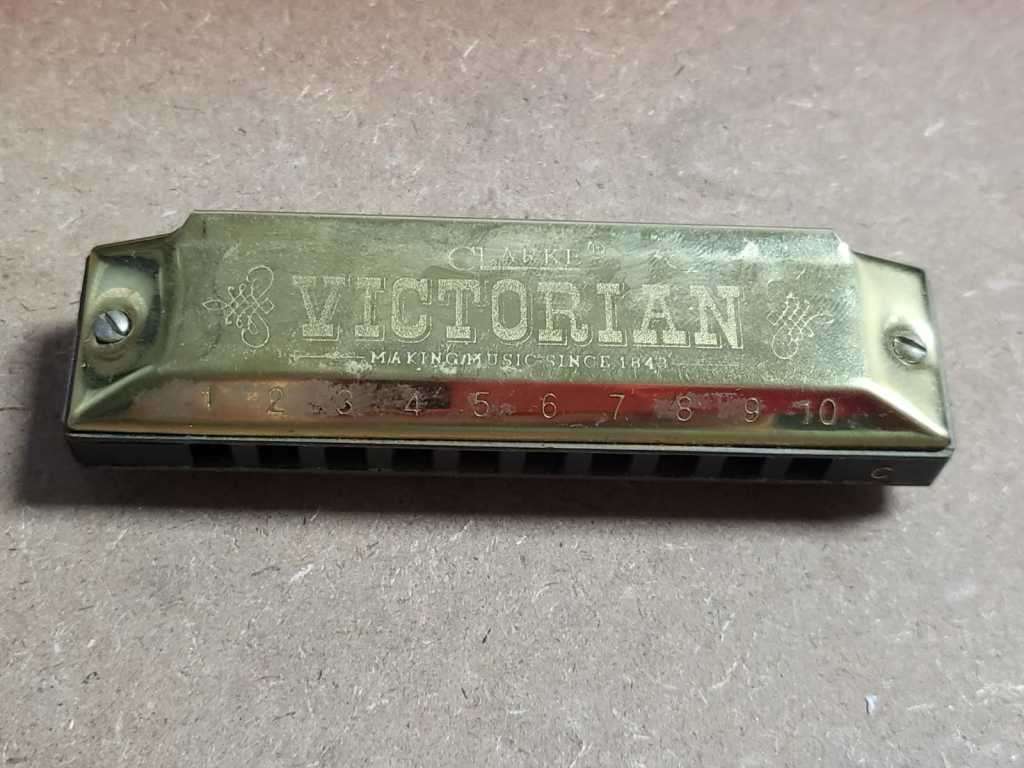 CLARKE®
VICTORIAN
MAKING MUSIC SINCE 1843
1 2 3 4 5 6 7 8 9 10
C